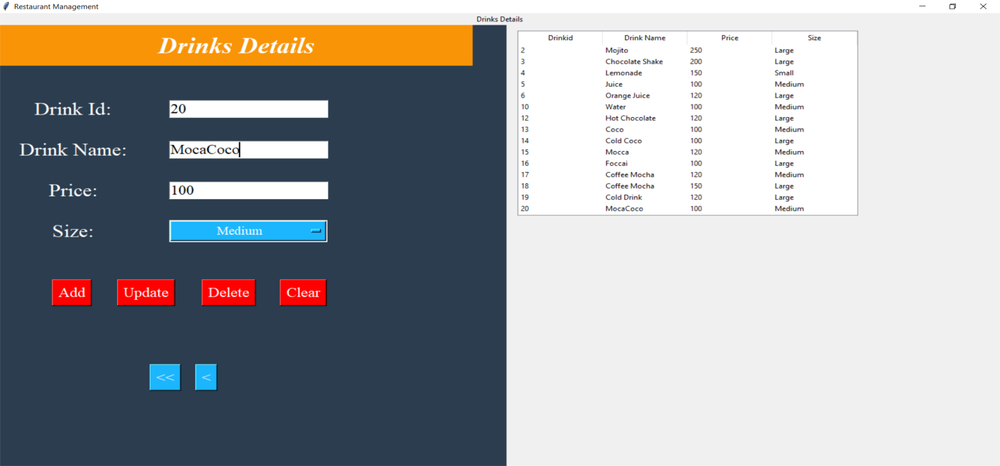 Restaurant Management
Drinks Details
Drinks Details
Drink Id: 20
Drink Name: MocaCoco
Price: 100
Size: Medium
Add Update Delete Clear
<< <
Drinkid Drink Name Price Size
2 Mojito 250 Large
3 Chocolate Shake 200 Large
4 Lemonade 150 Small
5 Juice 100 Medium
6 Orange Juice 120 Large
10 Water 100 Medium
12 Hot Chocolate 120 Large
13 Coco 100 Medium
14 Cold Coco 100 Large
15 Mocca 120 Medium
16 Foccai 100 Large
17 Coffee Mocha 120 Medium
18 Coffee Mocha 150 Large
19 Cold Drink 120 Large
20 MocaCoco 100 Medium